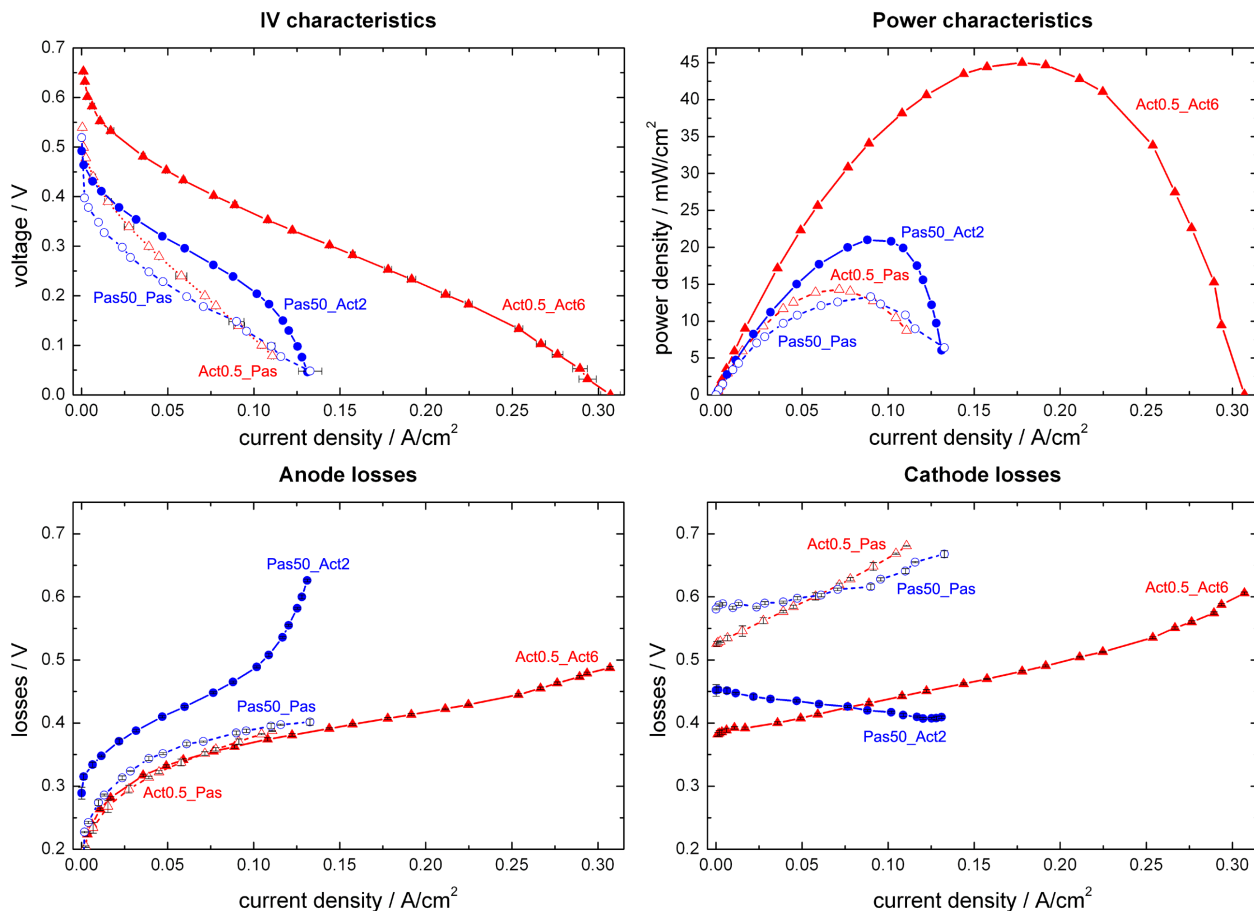 IV characteristics
0.7
0.6
0.5
0.4
0.3
0.2
0.1
0.0
voltage / V
Pas50_Pas
Pas50_Act2
Act0.5_Act6
Act0.5_Pas
0.00 0.05 0.10 0.15 0.20 0.25 0.30
current density / A/cm²
Power characteristics
45
40
35
30
25
20
15
10
5
0
power density / mW/cm²
Act0.5_Act6
Pas50_Act2
Act0.5_Pas
Pas50_Pas
0.00 0.05 0.10 0.15 0.20 0.25 0.30
current density / A/cm²
Anode losses
0.7
0.6
0.5
0.4
0.3
0.2
losses / V
Pas50_Act2
Act0.5_Act6
Pas50_Pas
Act0.5_Pas
0.00 0.05 0.10 0.15 0.20 0.25 0.30
current density / A/cm²
Cathode losses
0.7
0.6
0.5
0.4
0.3
0.2
losses / V
Act0.5_Pas
Pas50_Pas
Act0.5_Act6
Pas50_Act2
0.00 0.05 0.10 0.15 0.20 0.25 0.30
current density / A/cm²